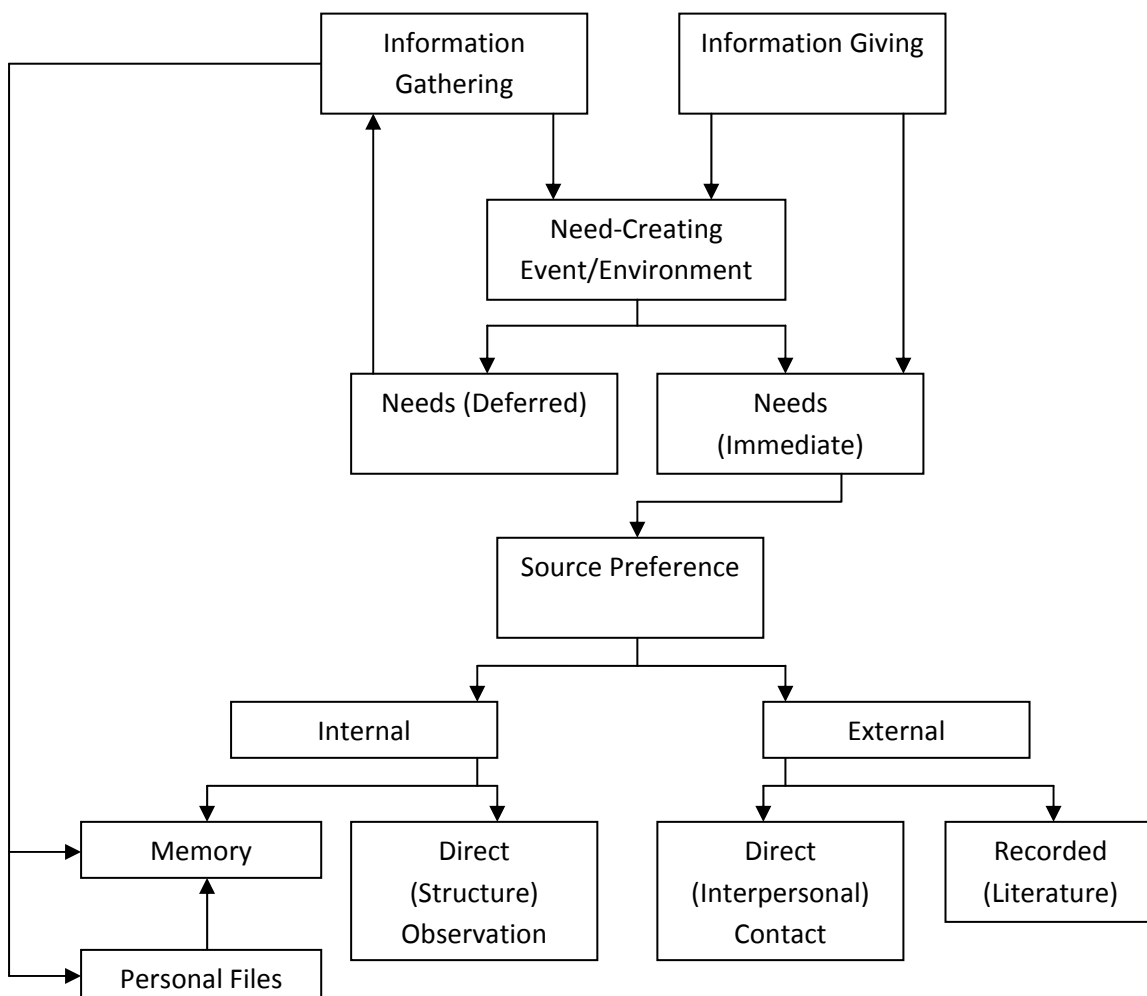 Information
Gathering
Information Giving
Need-Creating
Event/Environment
Needs (Deferred)
Needs
(Immediate)
Source Preference
Internal
External
Memory
Direct
(Structure)
Observation
Direct
(Interpersonal)
Contact
Recorded
(Literature)
Personal Files